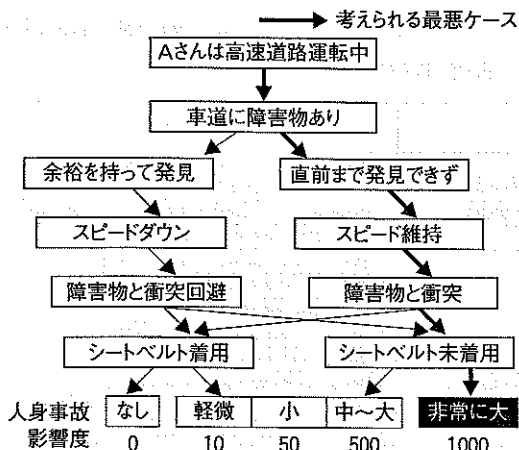 考えられる最悪ケース
Aさんは高速道路運転中
車道に障害物あり
余裕を持って発見 直前まで発見できず
スピードダウン スピード維持
障害物と衝突回避 障害物と衝突
シートベルト着用 シートベルト未着用
人身事故 なし 軽微 小 中〜大 非常に大
影響度 0 10 50 500 1000